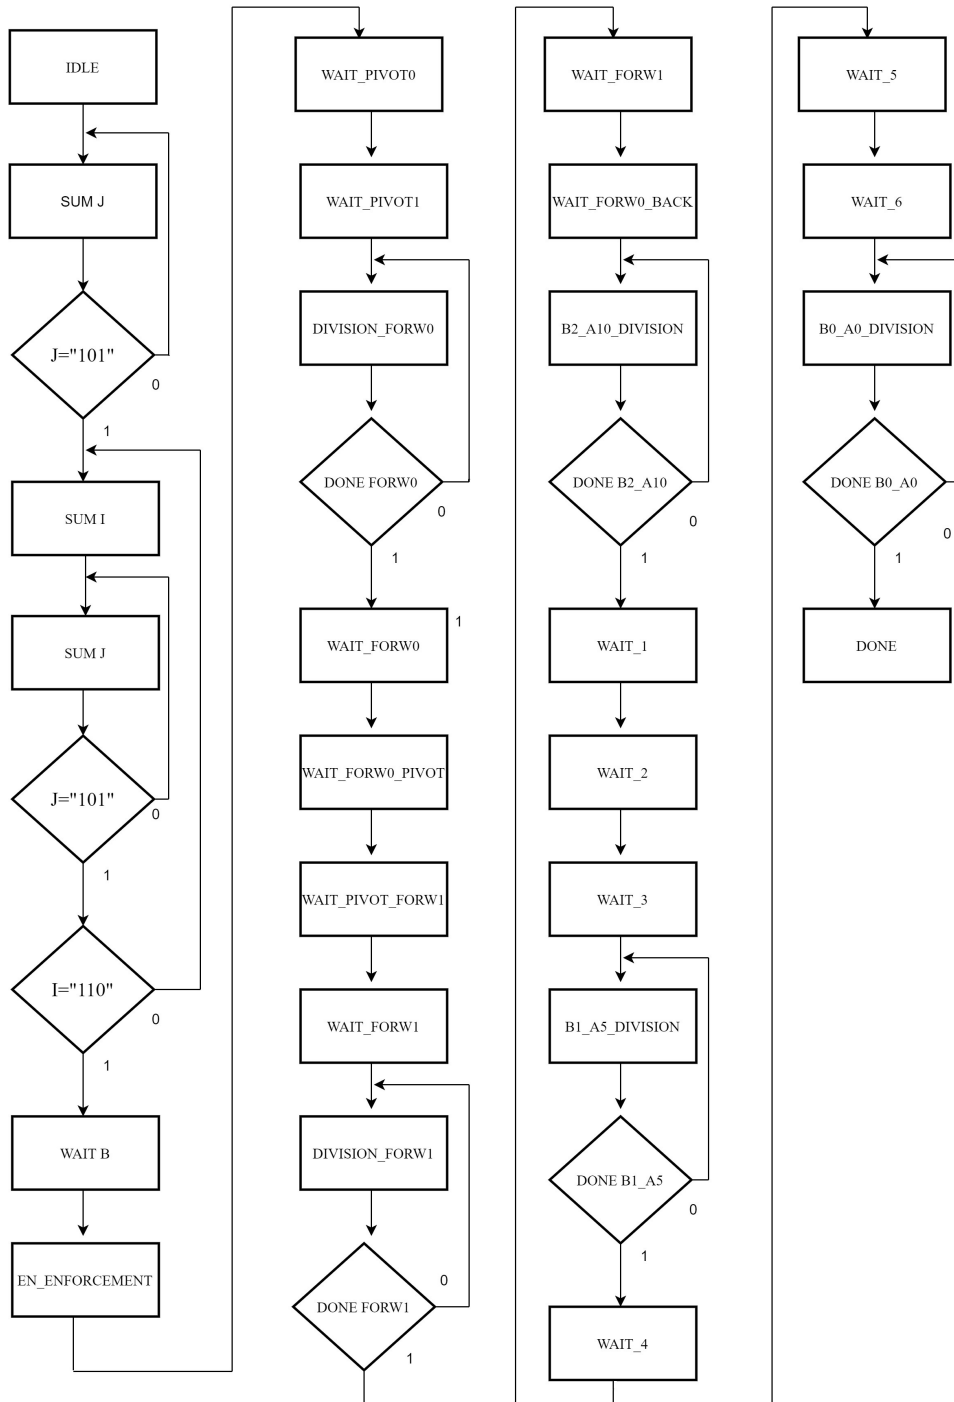 IDLE
SUM J
J="101"
0
1
SUM I
SUM J
J="101"
0
1
I="110"
0
1
WAIT B
EN_ENFORCEMENT
WAIT_PIVOT0
WAIT_PIVOT1
DIVISION_FORW0
DONE FORW0
0
1
WAIT_FORW0
1
WAIT_FORW0_PIVOT
WAIT_PIVOT_FORW1
WAIT_FORW1
DIVISION_FORW1
0
DONE FORW1
1
WAIT_FORW1
WAIT_FORW0_BACK
B2_A10_DIVISION
DONE B2_A10
0
1
WAIT_1
WAIT_2
WAIT_3
B1_A5_DIVISION
DONE B1_A5
0
1
WAIT_4
WAIT_5
WAIT_6
B0_A0_DIVISION
DONE B0_A0
0
1
DONE